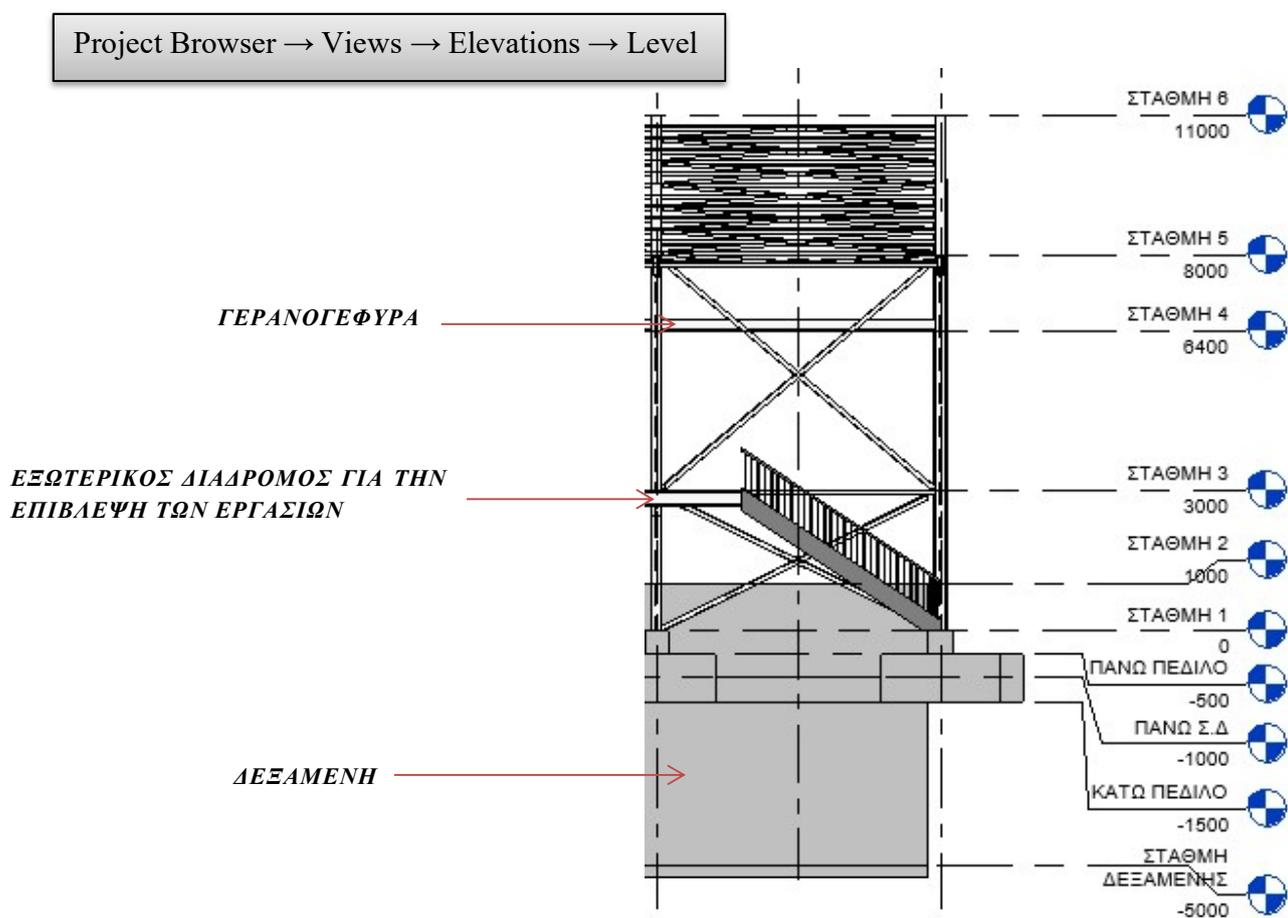 Project Browser → Views → Elevations → Level
ΣΤΑΘΜΗ 6
11000
ΣΤΑΘΜΗ 5
8000
ΓΕΡΑΝΟΓΕΦΥΡΑ
ΣΤΑΘΜΗ 4
6400
ΕΞΩΤΕΡΙΚΟΣ ΔΙΑΔΡΟΜΟΣ ΓΙΑ ΤΗΝ
ΕΠΙΒΛΕΨΗ ΤΩΝ ΕΡΓΑΣΙΩΝ
ΣΤΑΘΜΗ 3
3000
ΣΤΑΘΜΗ 2
1000
ΣΤΑΘΜΗ 1
0
ΠΑΝΩ ΠΕΔΙΛΟ
-500
ΠΑΝΩ Σ.Δ
-1000
ΔΕΞΑΜΕΝΗ
ΚΑΤΩ ΠΕΔΙΛΟ
-1500
ΣΤΑΘΜΗ
ΔΕΞΑΜΕΝΗΣ
-5000